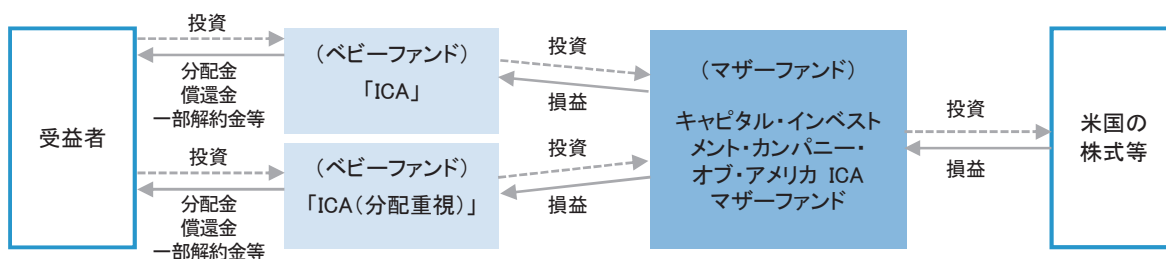 受益者
投資
分配金
償還金
一部解約金等
投資
分配金
償還金
一部解約金等
(ベビーファンド)
「ICA」
(ベビーファンド)
「ICA(分配重視)」
投資
損益
投資
損益
(マザーファンド)
キャピタル・インベスト
メント・カンパニー・
オブ・アメリカ ICA
マザーファンド
投資
損益
米国の
株式等